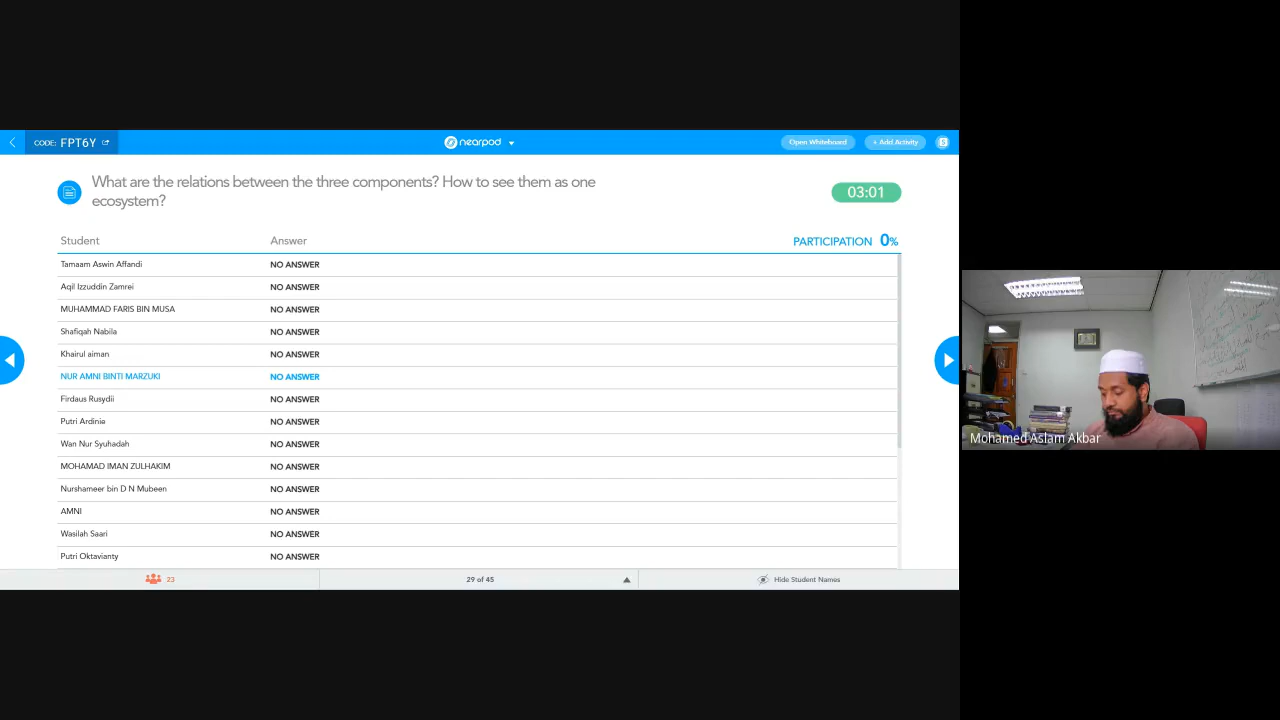 CODE: FPT6Y
nearpod
Open Whiteboard
+ Add Activity
What are the relations between the three components? How to see them as one
ecosystem?
03:01
Student Answer PARTICIPATION 0%
Tamaam Aswin Affandi NO ANSWER
Aqil Izzuddin Zamrei NO ANSWER
MUHAMMAD FARIS BIN MUSA NO ANSWER
Shafiqah Nabila NO ANSWER
Khairul aiman NO ANSWER
NUR AMNI BINTI MARZUKI NO ANSWER
Firdaus Rusydii NO ANSWER
Putri Ardinie NO ANSWER
Wan Nur Syuhadah NO ANSWER
MOHAMAD IMAN ZULHAKIM NO ANSWER
Nurshameer bin D N Mubeen NO ANSWER
AMNI NO ANSWER
Wasilah Saari NO ANSWER
Putri Oktavianty NO ANSWER
23
29 of 45
Hide Student Names
Mohamed Aslam Akbar